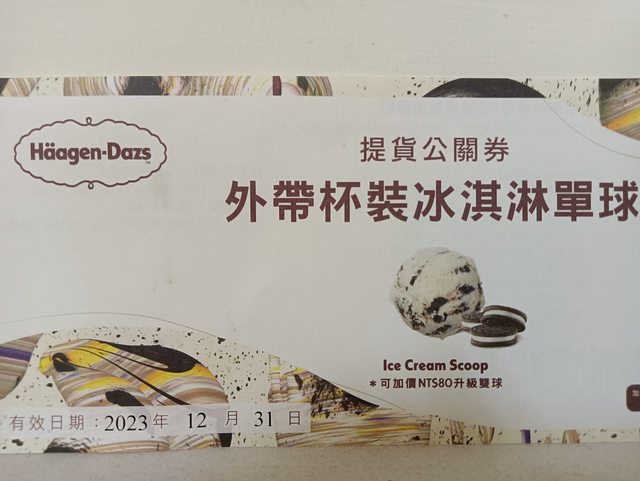 Häagen-Dazs™
提貨公關券
外帶杯裝冰淇淋單球
Ice Cream Scoop
＊可加價NT$80升級雙球
有效日期：2023年 12 月 31 日
加